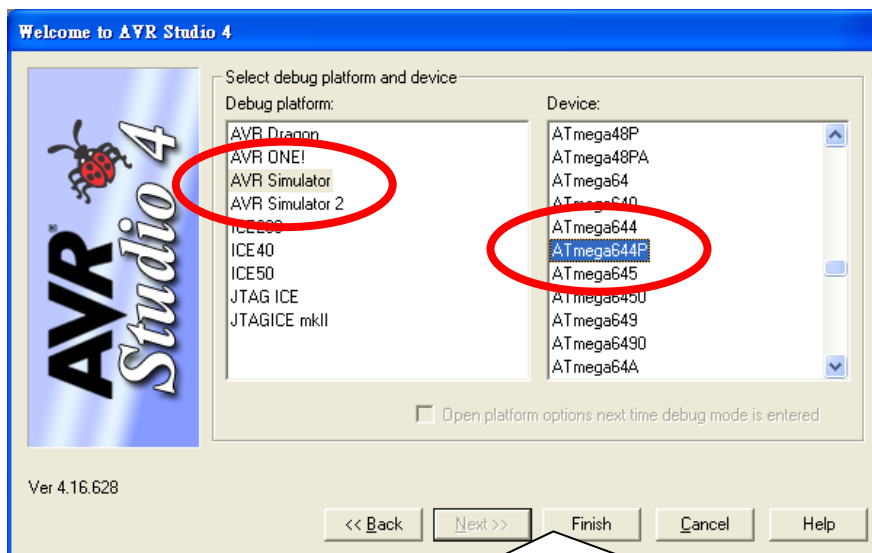 Welcome to AVR Studio 4
AVR Studio 4
Select debug platform and device
Debug platform:
AVR Dragon
AVR ONE!
AVR Simulator
AVR Simulator 2
ICE200
ICE40
ICE50
JTAG ICE
JTAGICE mkII
Device:
ATmega48P
ATmega48PA
ATmega64
ATmega640
ATmega644
ATmega644P
ATmega645
ATmega6450
ATmega649
ATmega6490
ATmega64A
Open platform options next time debug mode is entered
Ver 4.16.628
<< Back Next >> Finish Cancel Help